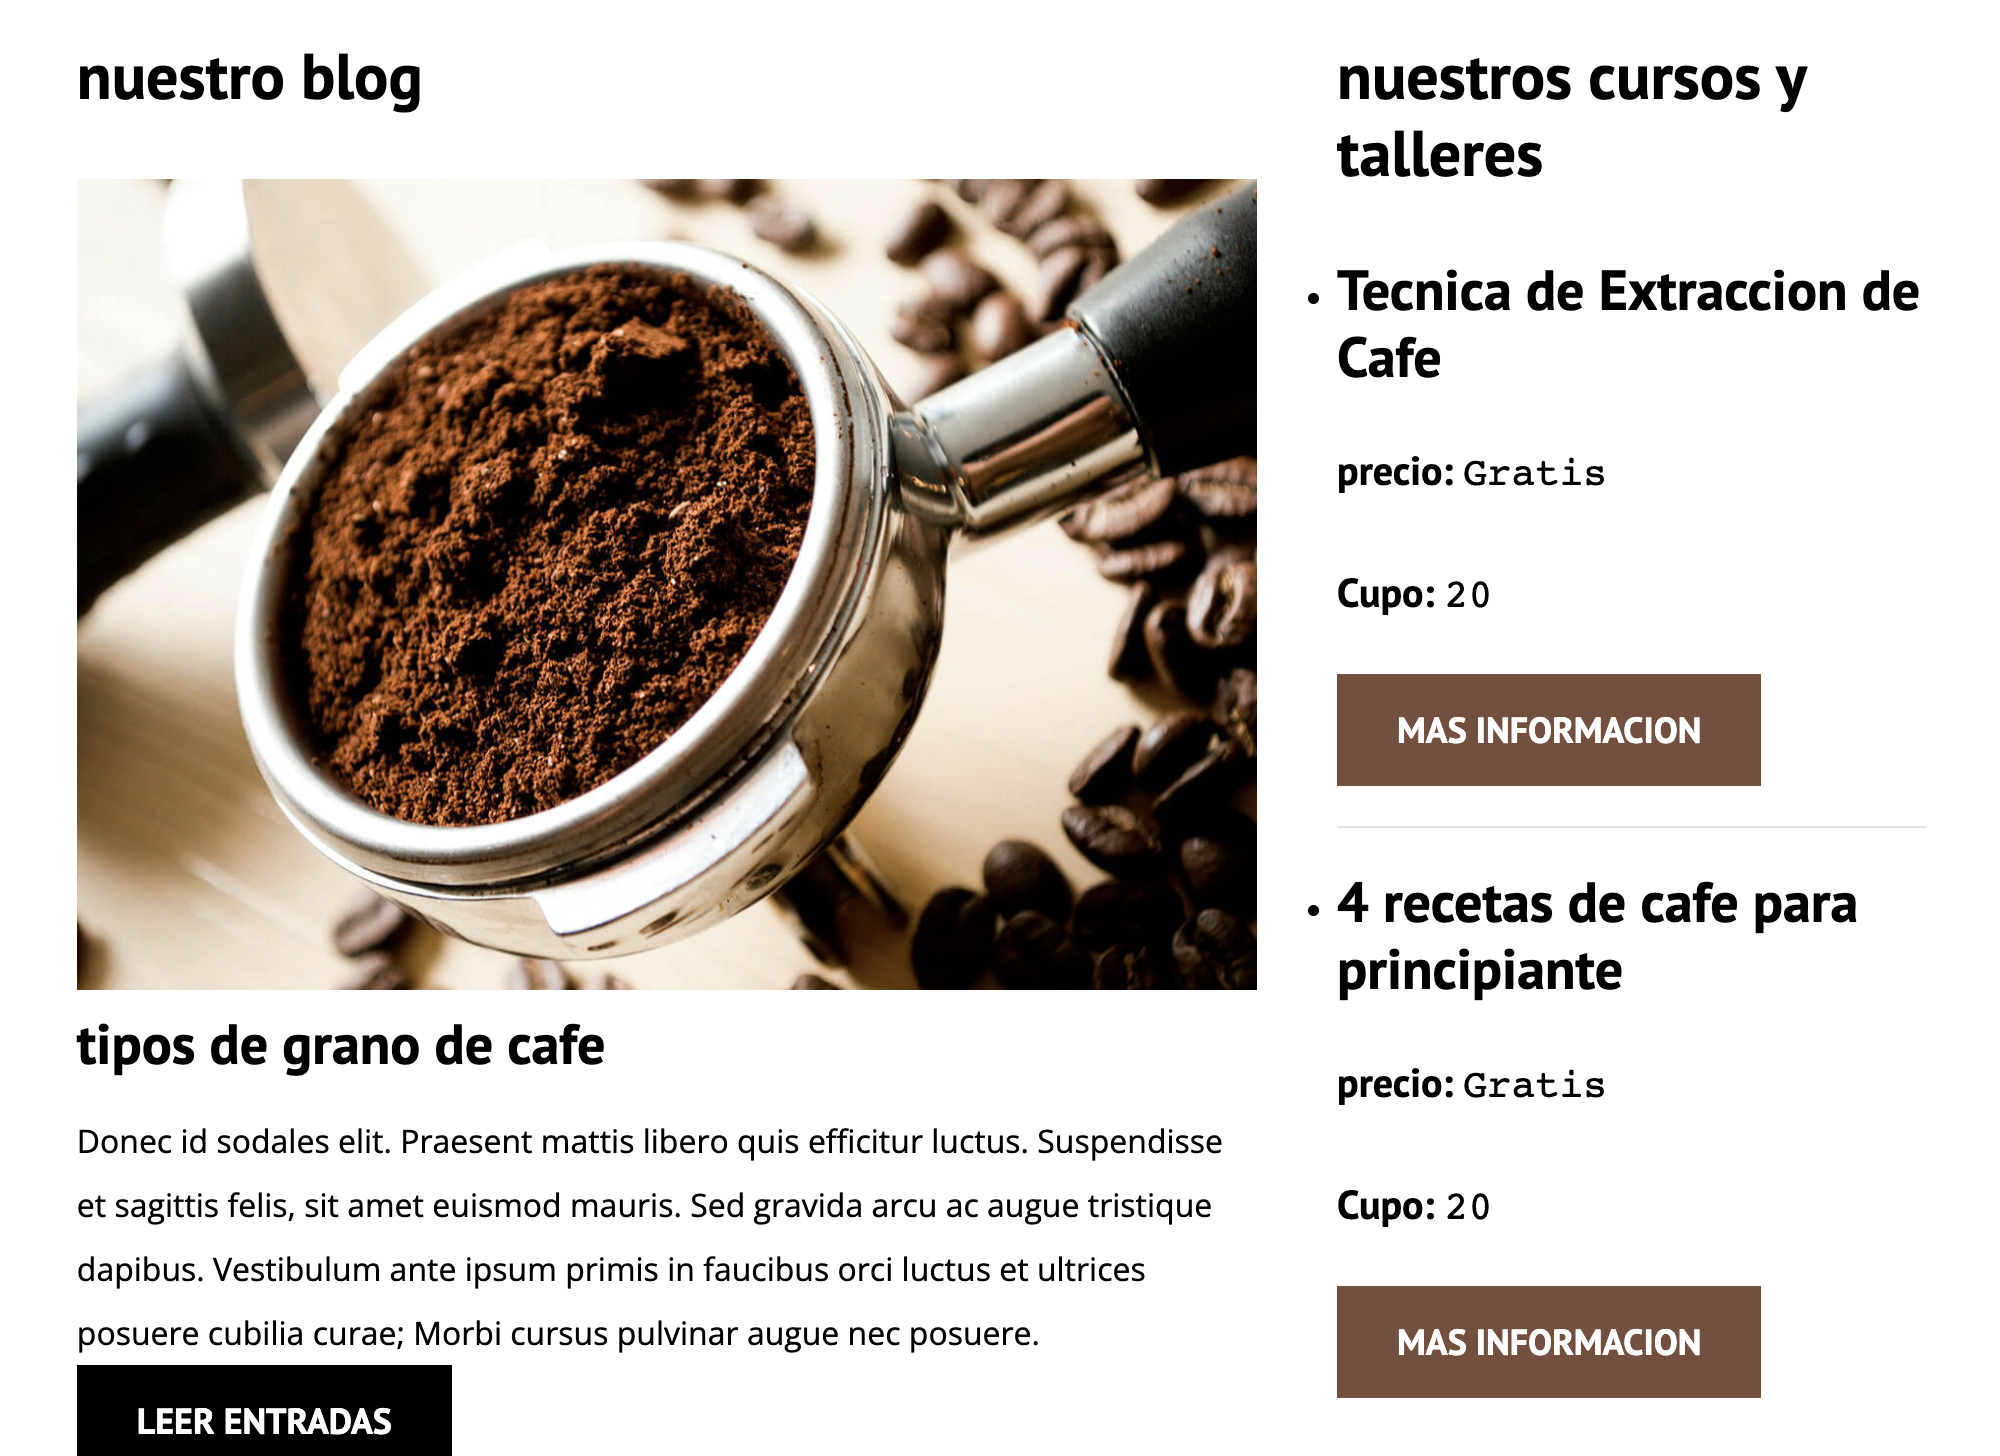 nuestro blog
tipos de grano de cafe
Donec id sodales elit. Praesent mattis libero quis efficitur luctus. Suspendisse
et sagittis felis, sit amet euismod mauris. Sed gravida arcu ac augue tristique
dapibus. Vestibulum ante ipsum primis in faucibus orci luctus et ultrices
posuere cubilia curae; Morbi cursus pulvinar augue nec posuere.
LEER ENTRADAS
nuestros cursos y
talleres
• Tecnica de Extraccion de
Cafe
precio: Gratis
Cupo: 20
MAS INFORMACION
• 4 recetas de cafe para
principiante
precio: Gratis
Cupo: 20
MAS INFORMACION